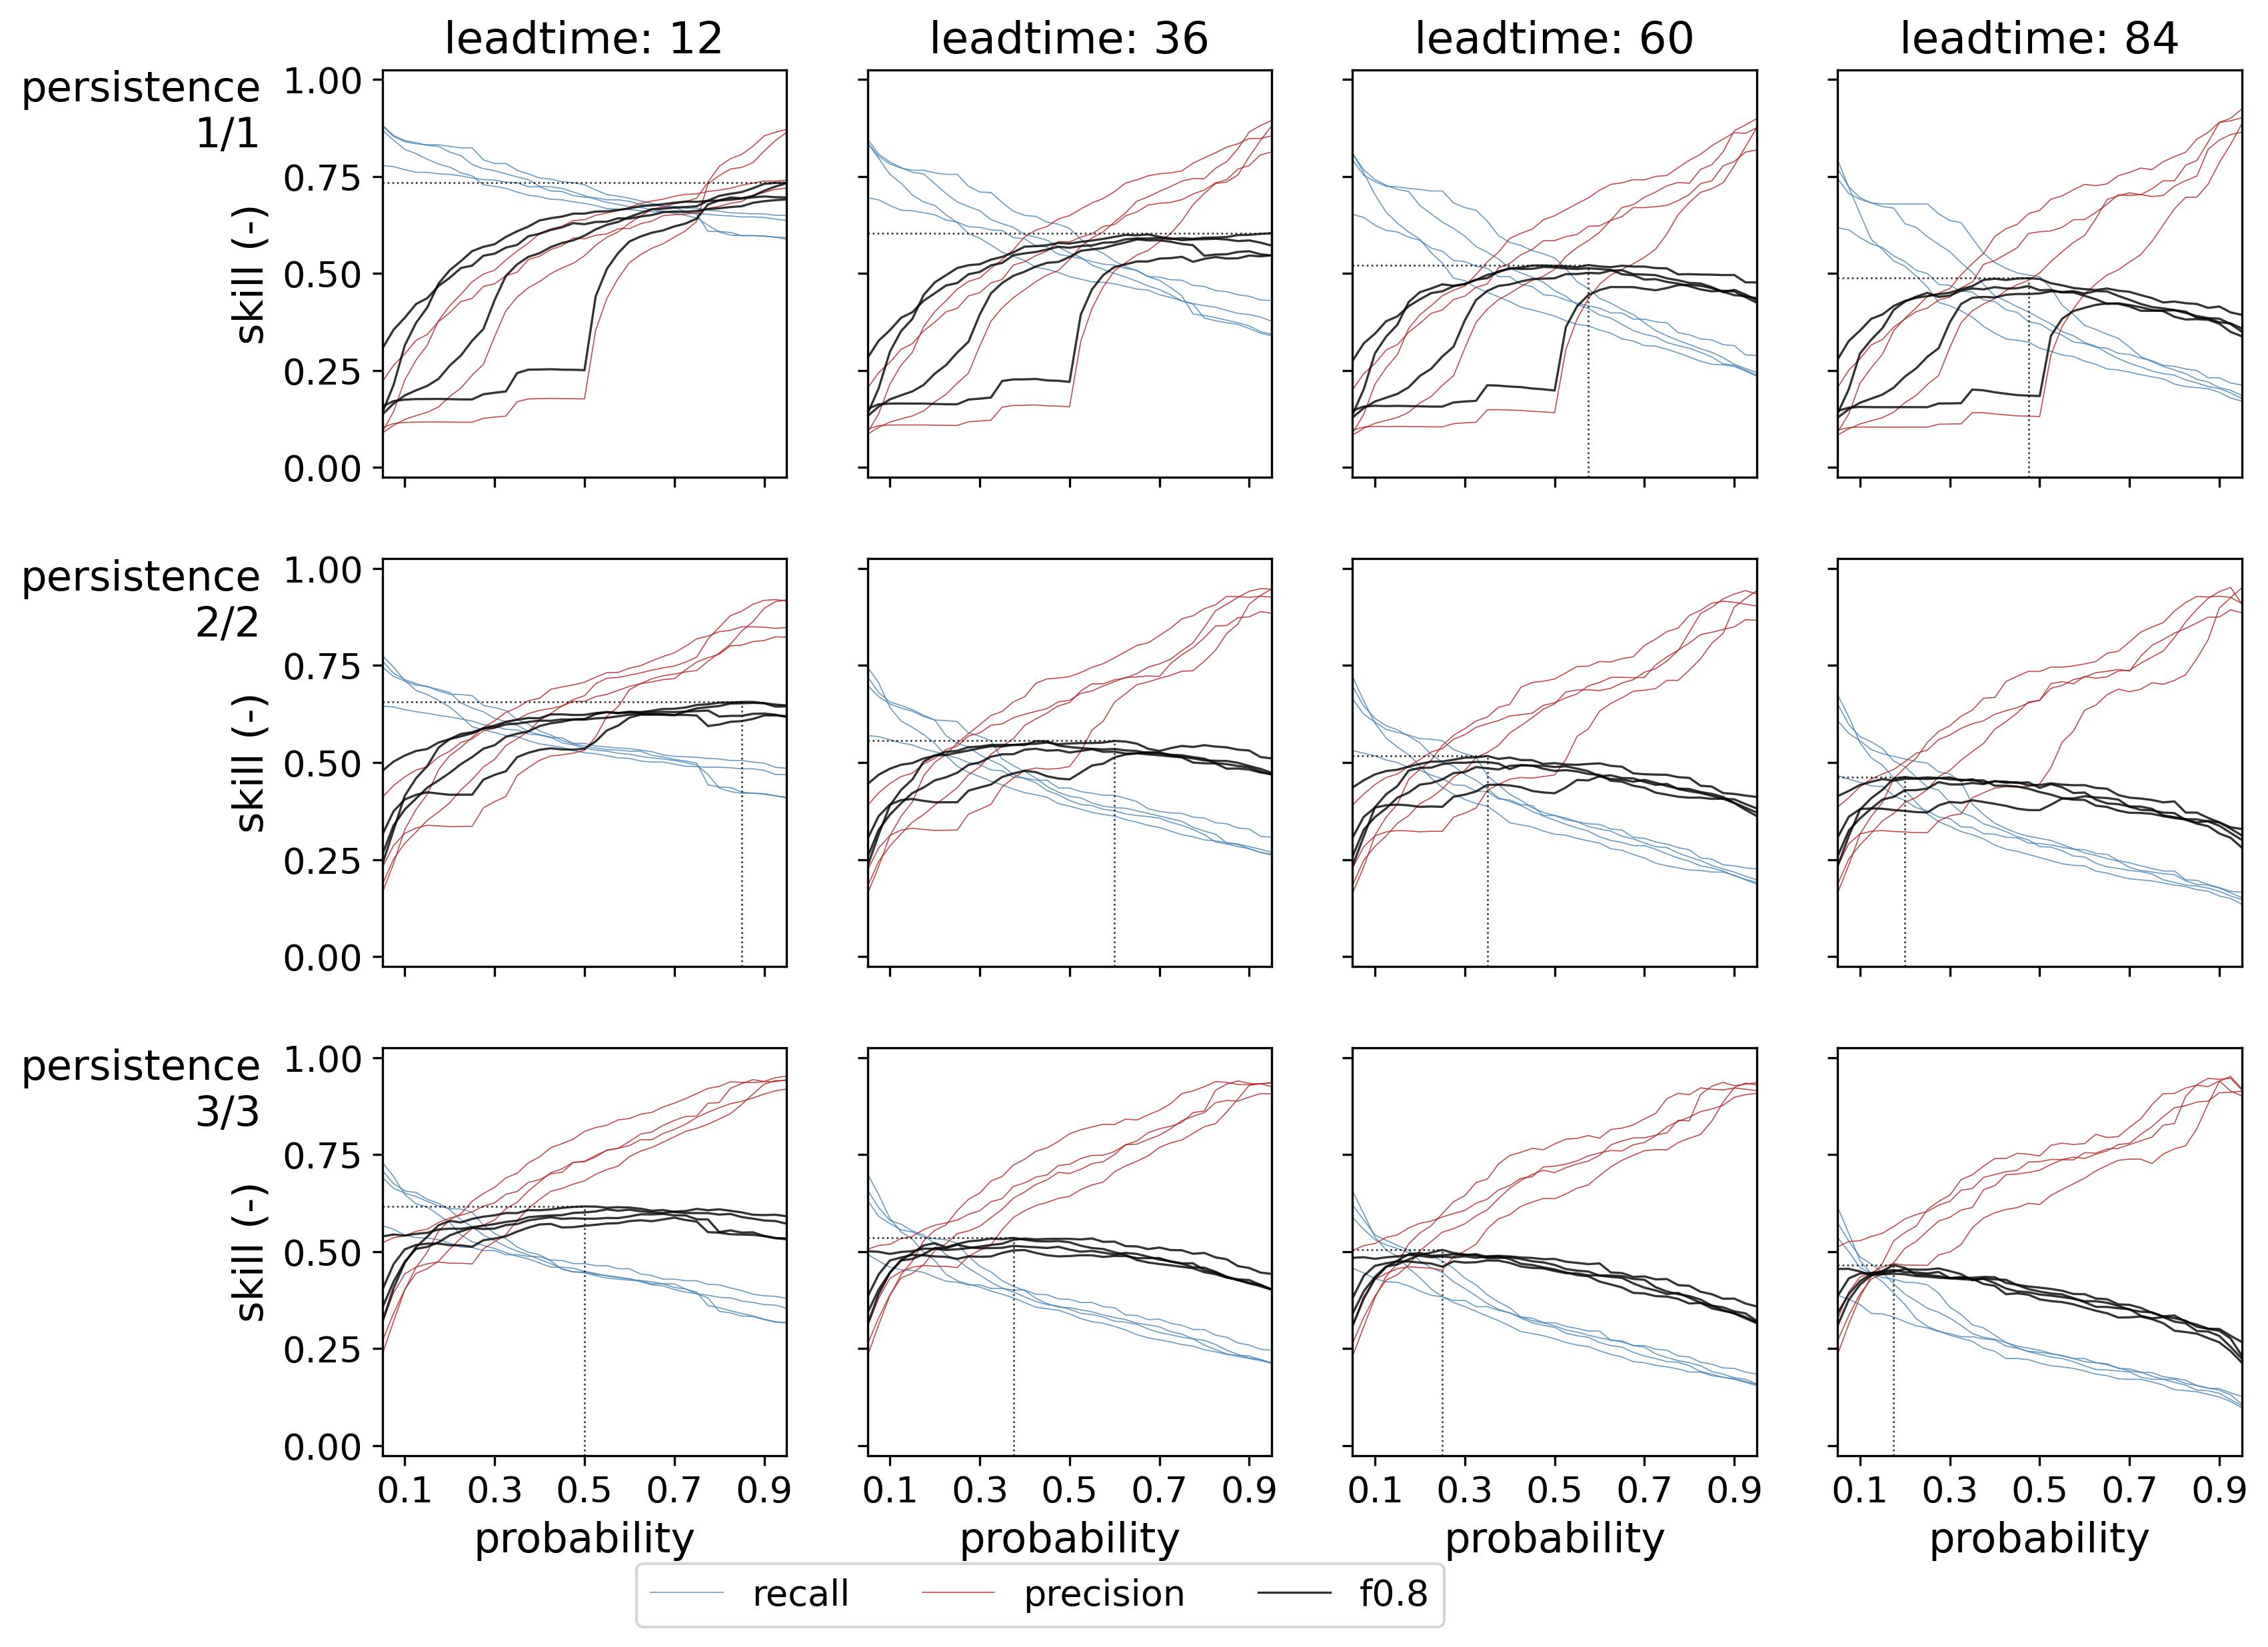 leadtime: 12 leadtime: 36 leadtime: 60 leadtime: 84
persistence
1/1
1.00
0.75
0.50
0.25
0.00
skill (-)
persistence
2/2
1.00
0.75
0.50
0.25
0.00
skill (-)
persistence
3/3
1.00
0.75
0.50
0.25
0.00
skill (-)
0.1 0.3 0.5 0.7 0.9 0.1 0.3 0.5 0.7 0.9 0.1 0.3 0.5 0.7 0.9 0.1 0.3 0.5 0.7 0.9
probability probability probability probability
recall precision f0.8